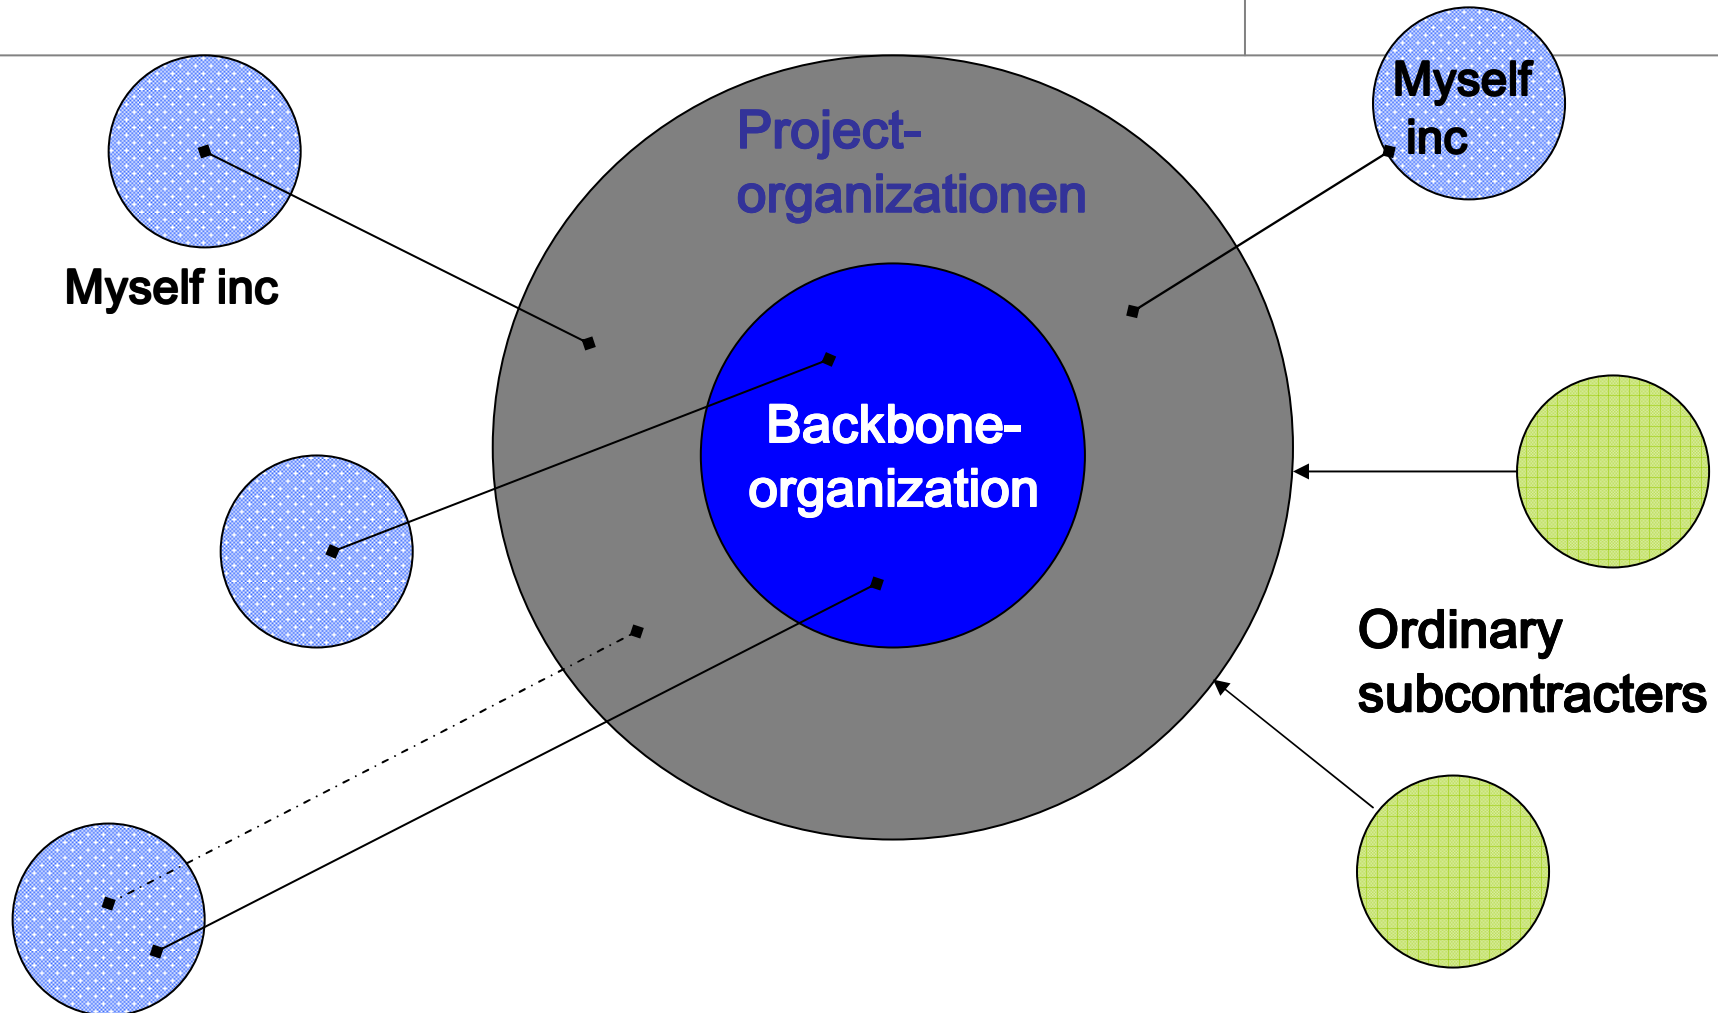 Myself
inc
Project-
organizationen
Myself inc
Backbone-
organization
Ordinary
subcontracters